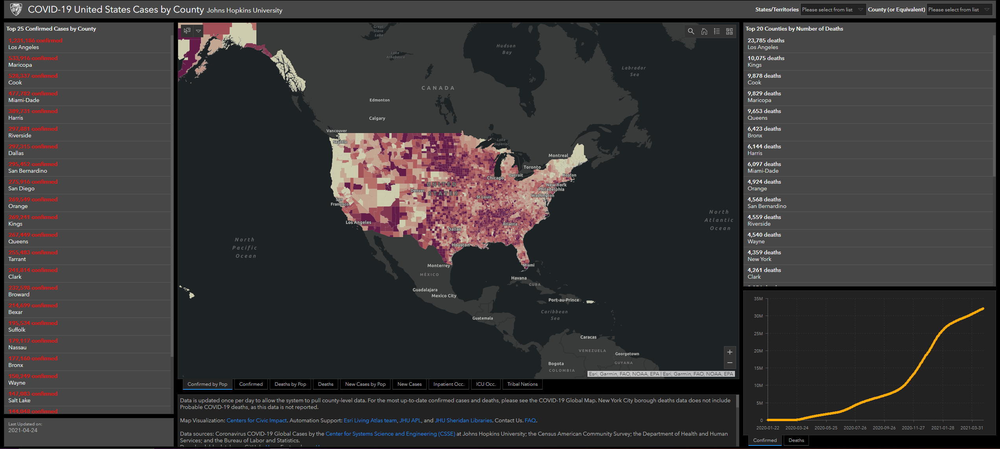 COVID-19 United States Cases by County Johns Hopkins University
States/Territories Please select from list County (or Equivalent) Please select from list
Top 25 Confirmed Cases by County
1,231,186 confirmed
Los Angeles
533,916 confirmed
Maricopa
528,337 confirmed
Cook
477,782 confirmed
Miami-Dade
389,731 confirmed
Harris
297,881 confirmed
Riverside
297,315 confirmed
Dallas
295,452 confirmed
San Bernardino
275,916 confirmed
San Diego
269,549 confirmed
Orange
269,241 confirmed
Kings
267,449 confirmed
Queens
255,483 confirmed
Tarrant
241,814 confirmed
Clark
232,598 confirmed
Broward
214,699 confirmed
Bexar
195,534 confirmed
Suffolk
179,117 confirmed
Nassau
177,160 confirmed
Bronx
150,249 confirmed
Wayne
147,083 confirmed
Salt Lake
144,048 confirmed
Last Updated on:
2021-04-24
Great
Slave
Lake
Lake
Athabasca
Hudson
Bay
Labrador
Sea
CANADA
Edmonton
Calgary
Vancouver
Seattle
Lake
Superior
Montreal
Toronto
Detroit
Boston
Chicago
New York
Philadelphia
UNITED
STATES
Denver
Washington
St Louis
San
Francisco
Los Angeles
Atlanta
Dallas
Houston
North
Pacific
Ocean
North
Atlantic
Ocean
Monterrey
Miami
MÉXICO
Havana
CUBA
Guadalajara
Mexico City
Port-au-Prince
Caribbean
Sea
Guatemala
Caracas
VENEZUELA
Georgetown
GUYANA
Bogota
COLOMBIA
Esri, Garmin, FAO, NOAA, EPA | Esri, Garmin, FAO, NOAA, EPA
Confirmed by Pop
Confirmed
Deaths by Pop
Deaths
New Cases by Pop
New Cases
Inpatient Occ.
ICU Occ.
Tribal Nations
Data is updated once per day to allow the system to pull county-level data. For the most up-to-date confirmed cases and deaths, please see the COVID-19 Global Map. New York City borough deaths data does not include
Probable COVID-19 deaths, as this data is not reported.
Map Visualization: Centers for Civic Impact. Automation Support: Esri Living Atlas team, JHU APL, and JHU Sheridan Libraries. Contact Us. FAQ.
Data sources: Coronavirus COVID-19 Global Cases by the Center for Systems Science and Engineering (CSSE) at Johns Hopkins University; the Census American Community Survey; the Department of Health and Human
Services; and the Bureau of Labor and Statistics.
Top 20 Counties by Number of Deaths
23,785 deaths
Los Angeles
10,075 deaths
Kings
9,878 deaths
Cook
9,829 deaths
Maricopa
9,653 deaths
Queens
6,423 deaths
Bronx
6,144 deaths
Harris
6,097 deaths
Miami-Dade
4,924 deaths
Orange
4,568 deaths
San Bernardino
4,559 deaths
Riverside
4,540 deaths
Wayne
4,359 deaths
New York
4,261 deaths
Clark
35M
30M
25M
20M
15M
10M
5M
0
2020-01-22 2020-03-24 2020-05-25 2020-07-26 2020-09-26 2020-11-27 2021-01-28 2021-03-31
Confirmed
Deaths